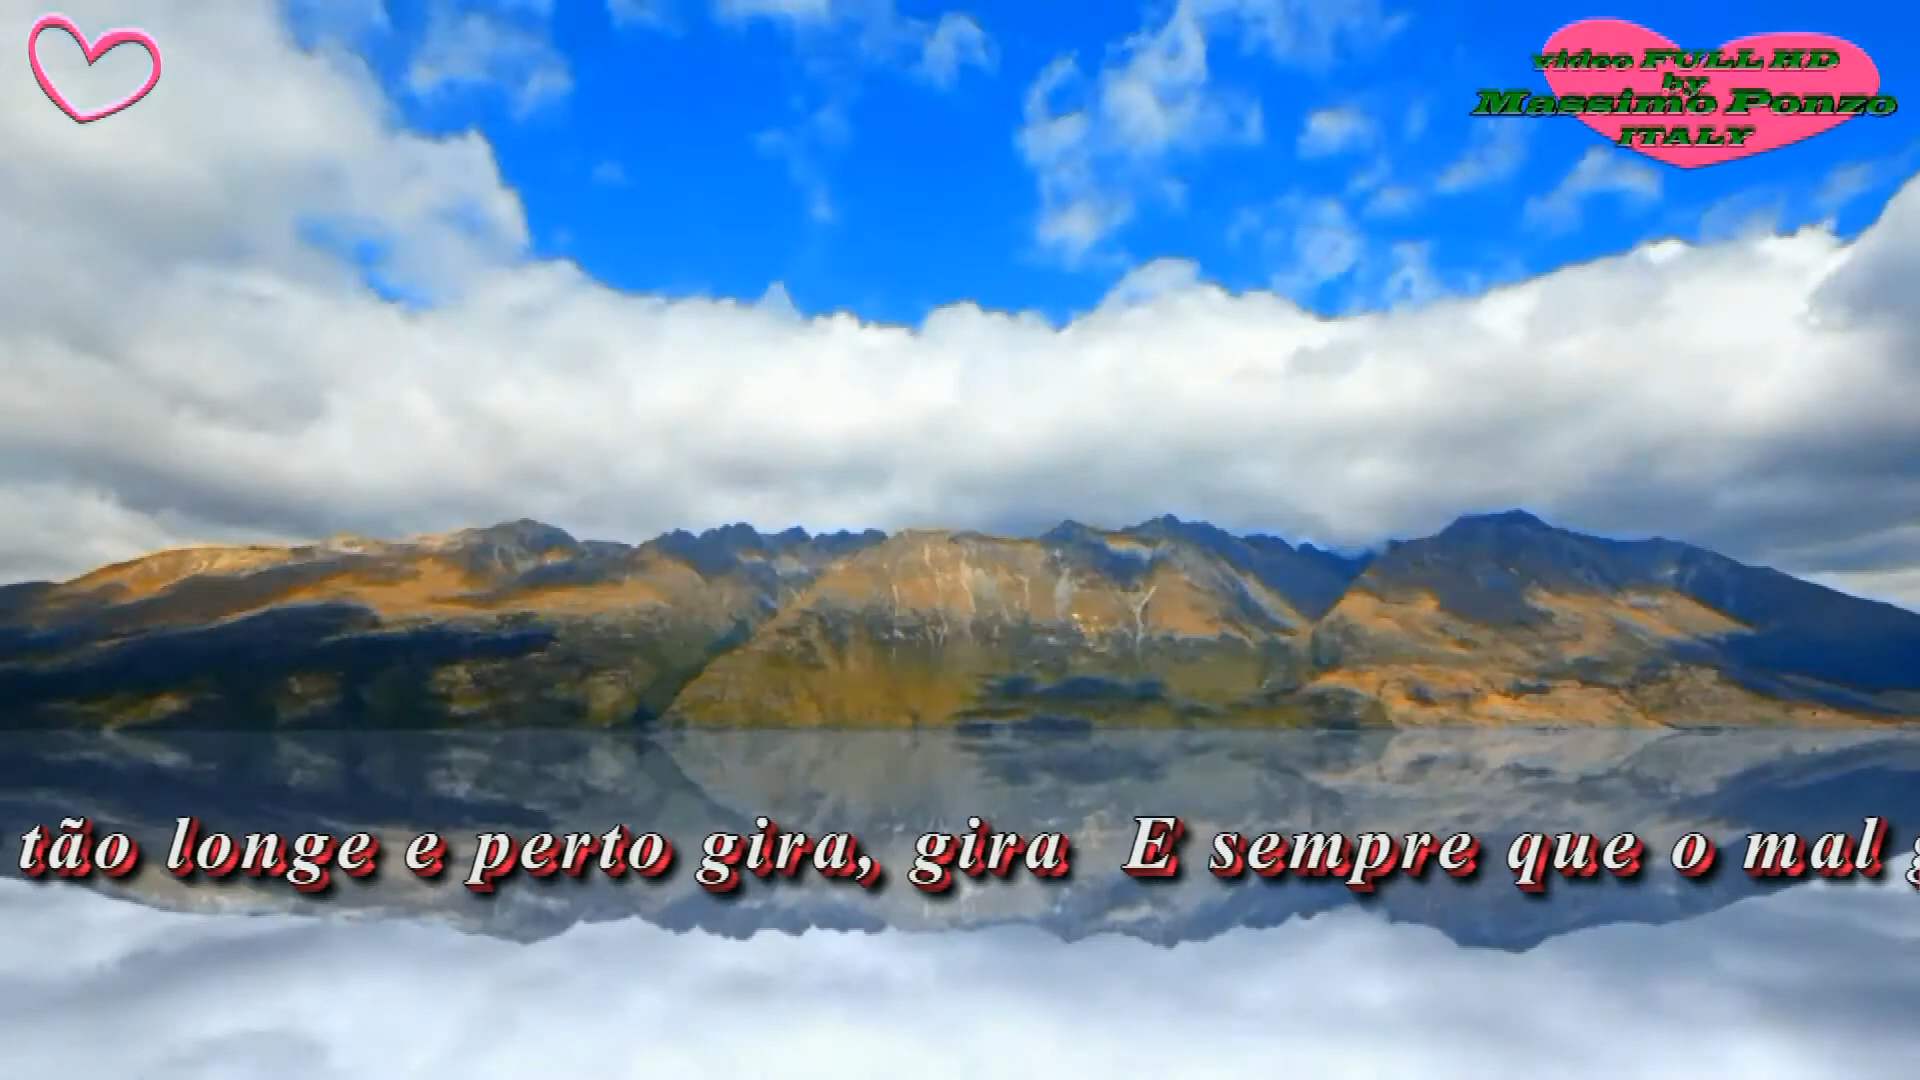 video FULL HD
by
Massimo Ponzo
ITALY
tão longe e perto gira, gira E sempre que o mal